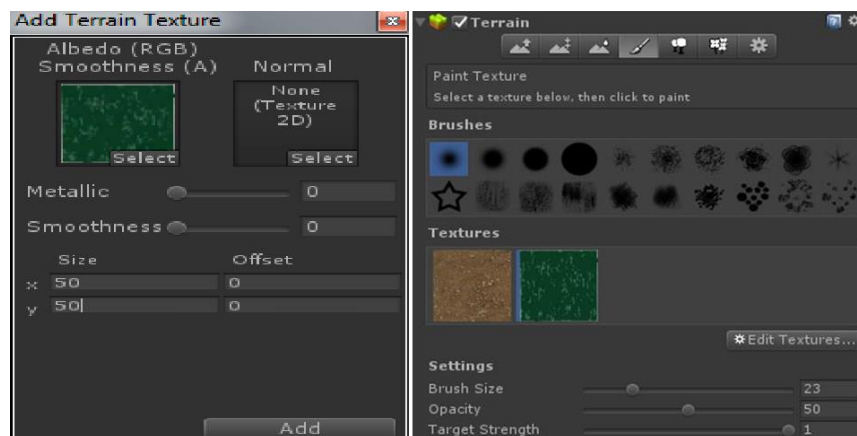 Add Terrain Texture
Albedo (RGB)
Smoothness (A)
Normal
None
(Texture
2D)
Select
Select
Metallic
0
Smoothness
0
Size
Offset
x
50
0
y
50
0
Add
Terrain
Paint Texture
Select a texture below, then click to paint
Brushes
Textures
Edit Textures...
Settings
Brush Size
23
Opacity
50
Target Strength
1